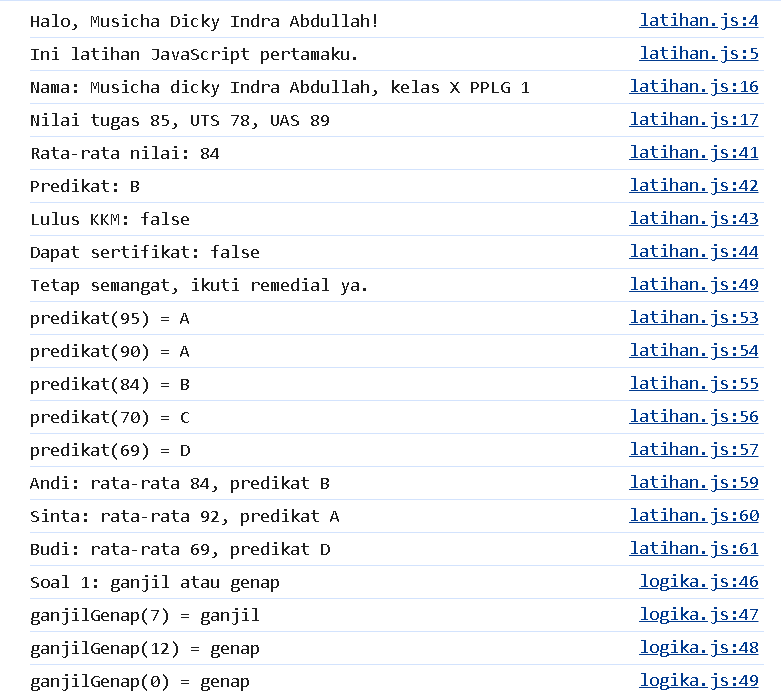 Halo, Musicha Dicky Indra Abdullah! latihan.js:4
Ini latihan JavaScript pertamaku. latihan.js:5
Nama: Musicha dicky Indra Abdullah, kelas X PPLG 1 latihan.js:16
Nilai tugas 85, UTS 78, UAS 89 latihan.js:17
Rata-rata nilai: 84 latihan.js:41
Predikat: B latihan.js:42
Lulus KKM: false latihan.js:43
Dapat sertifikat: false latihan.js:44
Tetap semangat, ikuti remedial ya. latihan.js:49
predikat(95) = A latihan.js:53
predikat(90) = A latihan.js:54
predikat(84) = B latihan.js:55
predikat(70) = C latihan.js:56
predikat(69) = D latihan.js:57
Andi: rata-rata 84, predikat B latihan.js:59
Sinta: rata-rata 92, predikat A latihan.js:60
Budi: rata-rata 69, predikat D latihan.js:61
Soal 1: ganjil atau genap logika.js:46
ganjilGenap(7) = ganjil logika.js:47
ganjilGenap(12) = genap logika.js:48
ganjilGenap(0) = genap logika.js:49